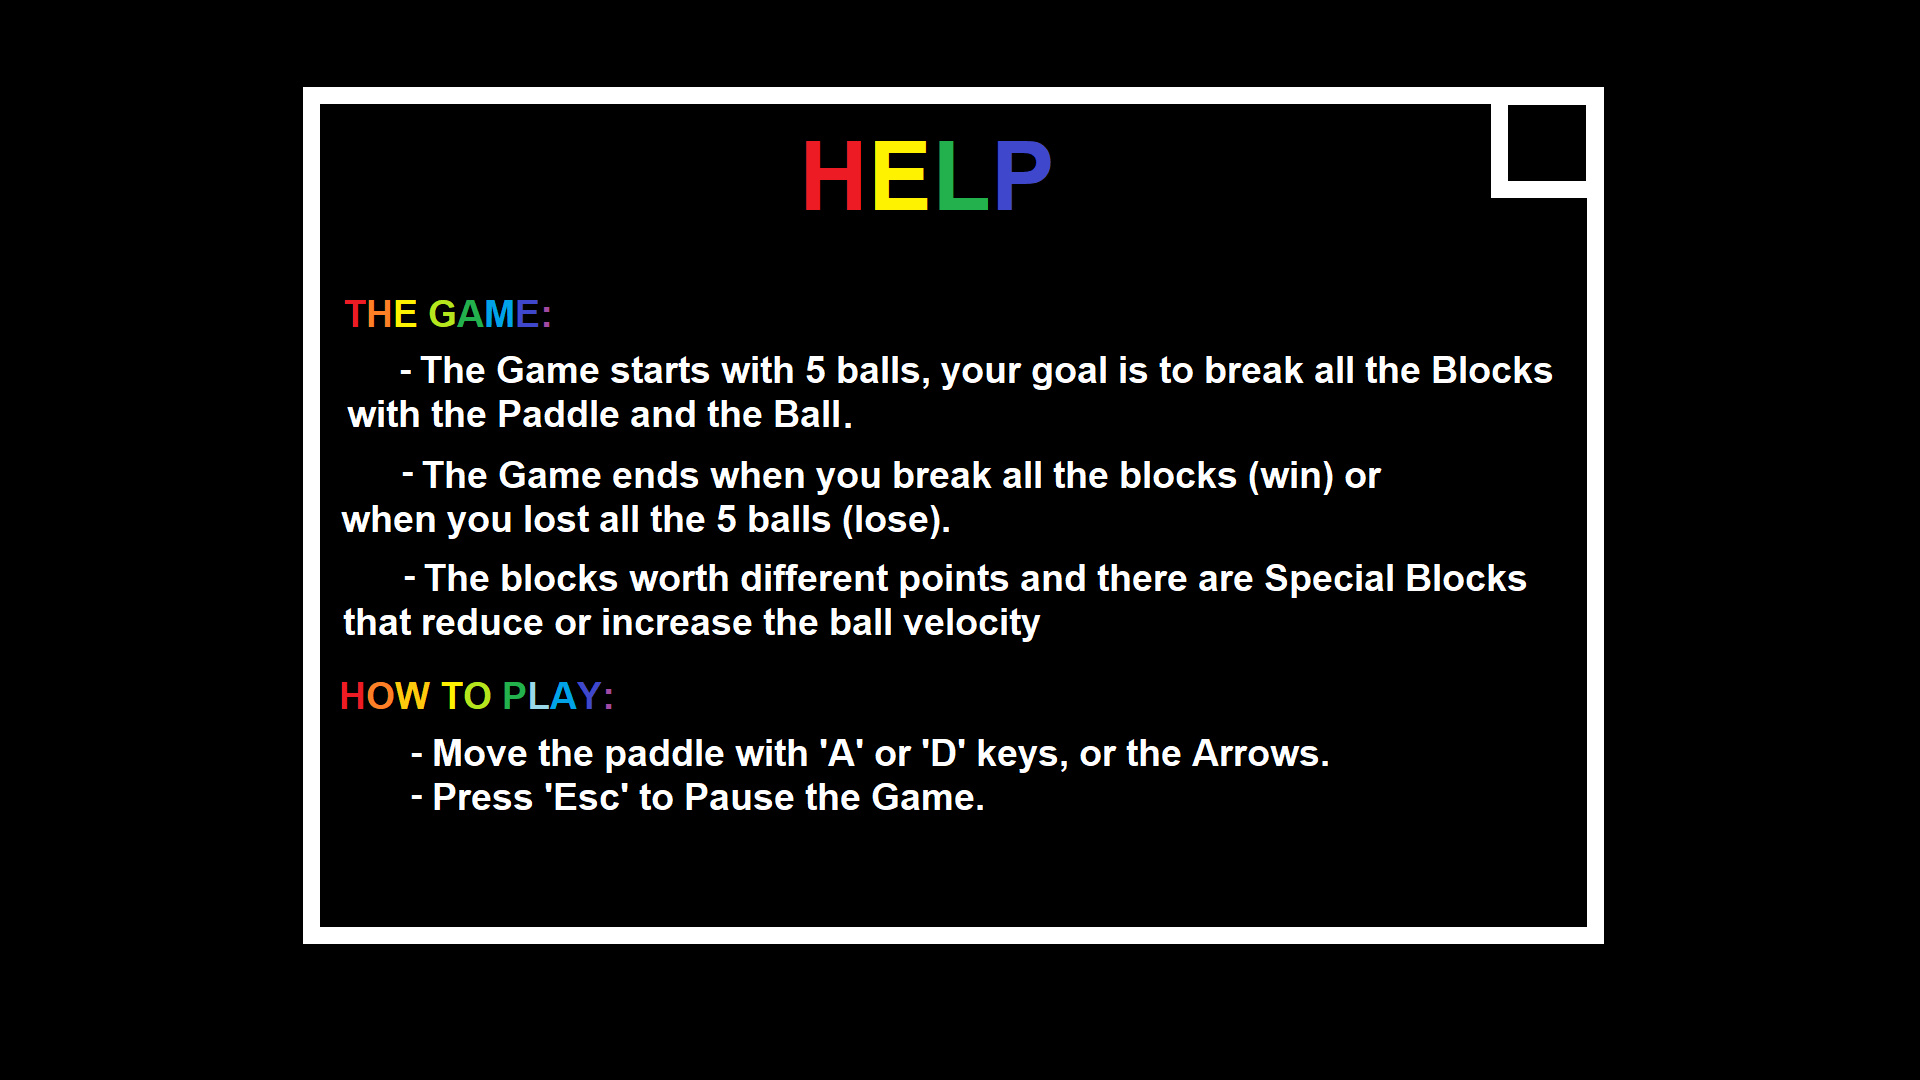 HELP
THE GAME:
- The Game starts with 5 balls, your goal is to break all the Blocks
with the Paddle and the Ball.
- The Game ends when you break all the blocks (win) or
when you lost all the 5 balls (lose).
- The blocks worth different points and there are Special Blocks
that reduce or increase the ball velocity
HOW TO PLAY:
- Move the paddle with 'A' or 'D' keys, or the Arrows.
- Press 'Esc' to Pause the Game.